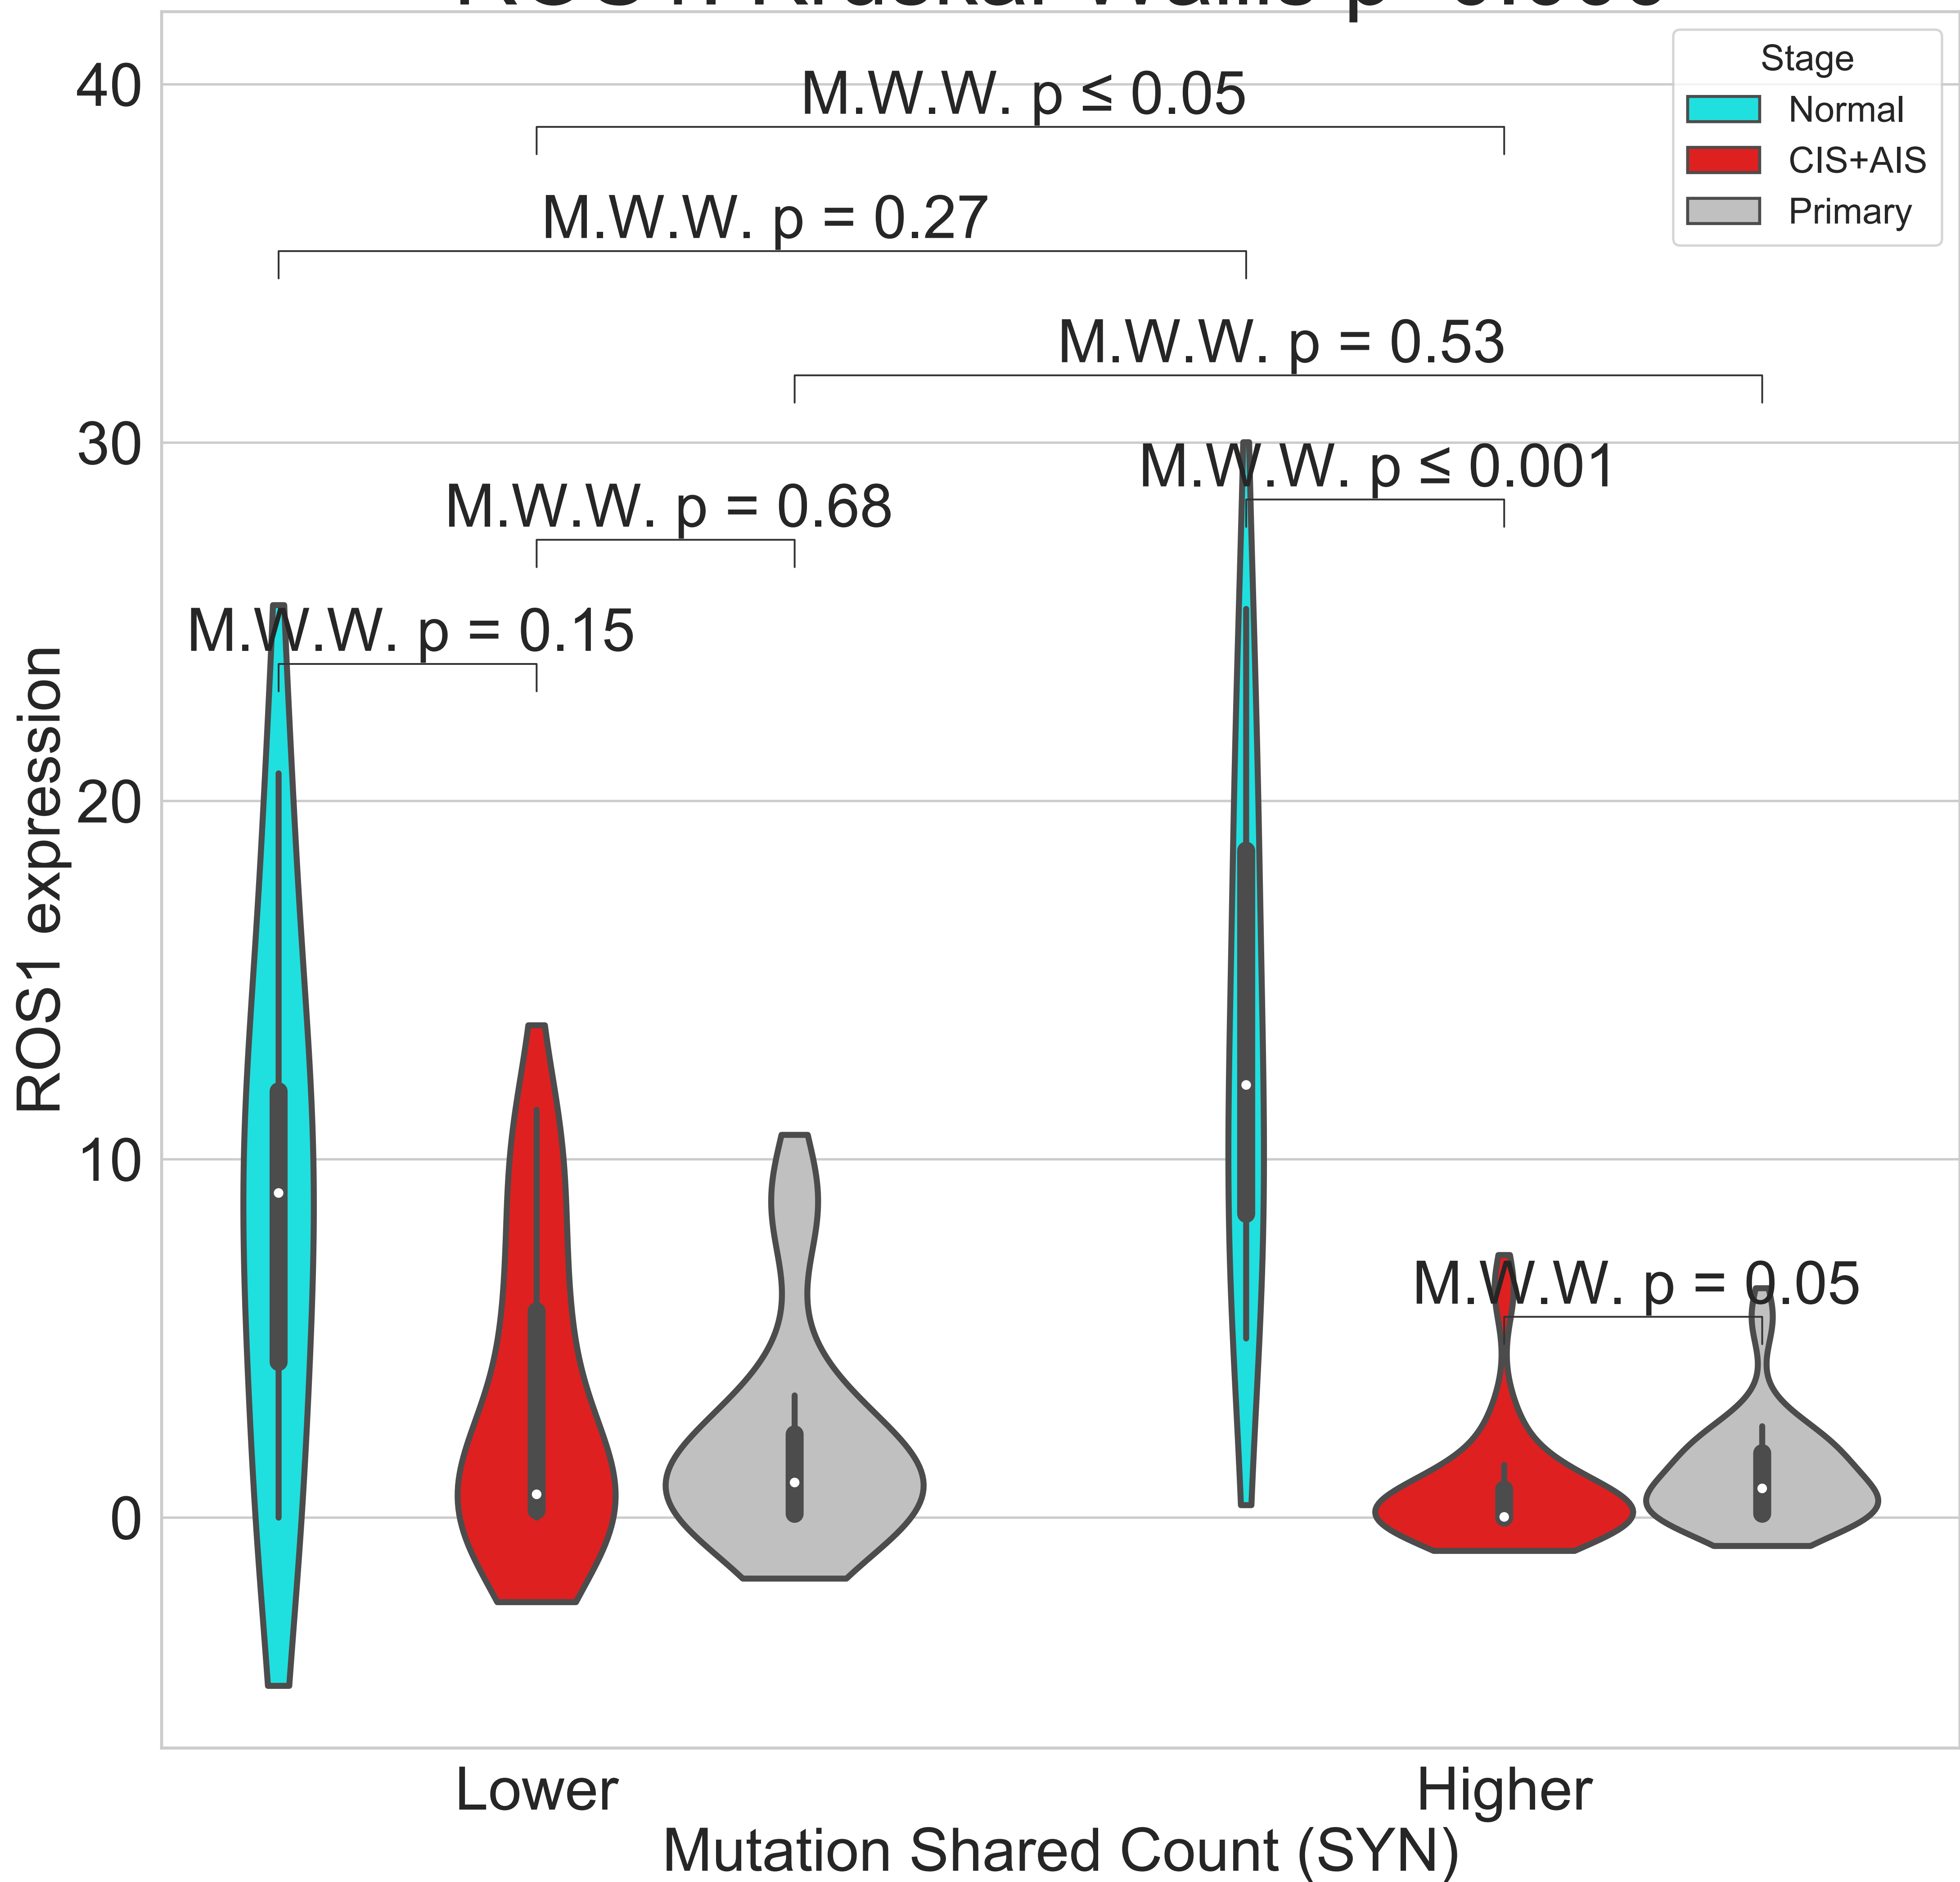 40
M.W.W. p ≤ 0.05
Stage
Normal
CIS+AIS
Primary
M.W.W. p = 0.27
M.W.W. p = 0.53
30
M.W.W. p ≤ 0.001
M.W.W. p = 0.68
M.W.W. p = 0.15
20
ROS1 expression
10
M.W.W. p = 0.05
0
Lower
Higher
Mutation Shared Count (SYN)